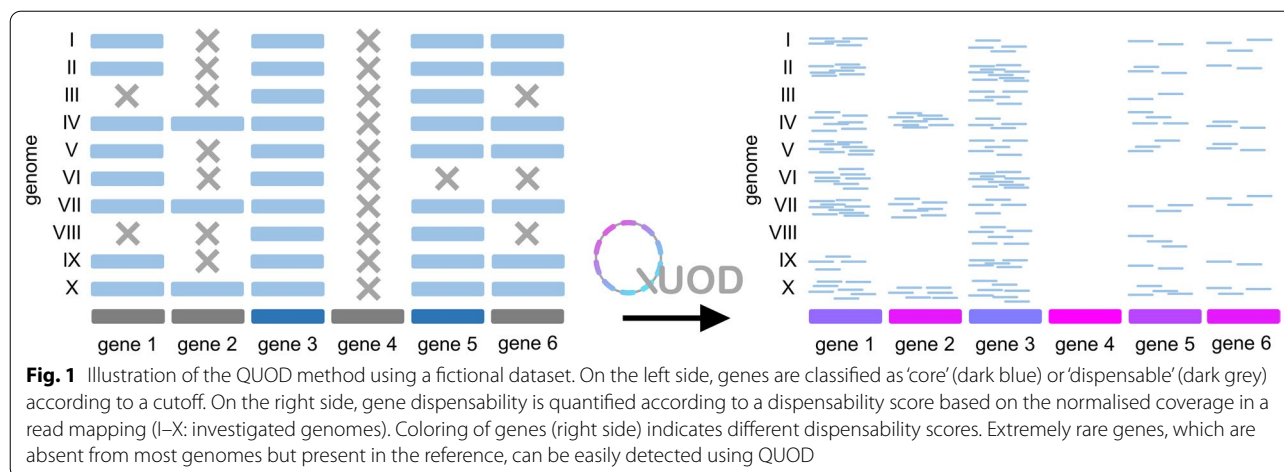 I
II
III
IV
V
VI
VII
VIII
IX
X
genome
gene 1 gene 2 gene 3 gene 4 gene 5 gene 6
QUOD
I
II
III
IV
V
VI
VII
VIII
IX
X
genome
gene 1 gene 2 gene 3 gene 4 gene 5 gene 6
Fig. 1 Illustration of the QUOD method using a fictional dataset. On the left side, genes are classified as ‘core’ (dark blue) or ‘dispensable’ (dark grey)
according to a cutoff. On the right side, gene dispensability is quantified according to a dispensability score based on the normalised coverage in a
read mapping (I–X: investigated genomes). Coloring of genes (right side) indicates different dispensability scores. Extremely rare genes, which are
absent from most genomes but present in the reference, can be easily detected using QUOD